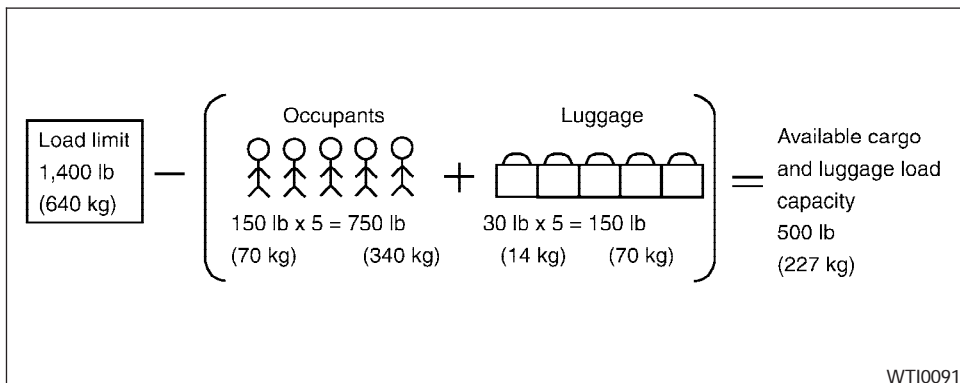 Load limit
1,400 lb
(640 kg)
Occupants
150 lb x 5 = 750 lb
(70 kg) (340 kg)
Luggage
30 lb x 5 = 150 lb
(14 kg) (70 kg)
Available cargo
and luggage load
capacity
500 lb
(227 kg)
WTI0091